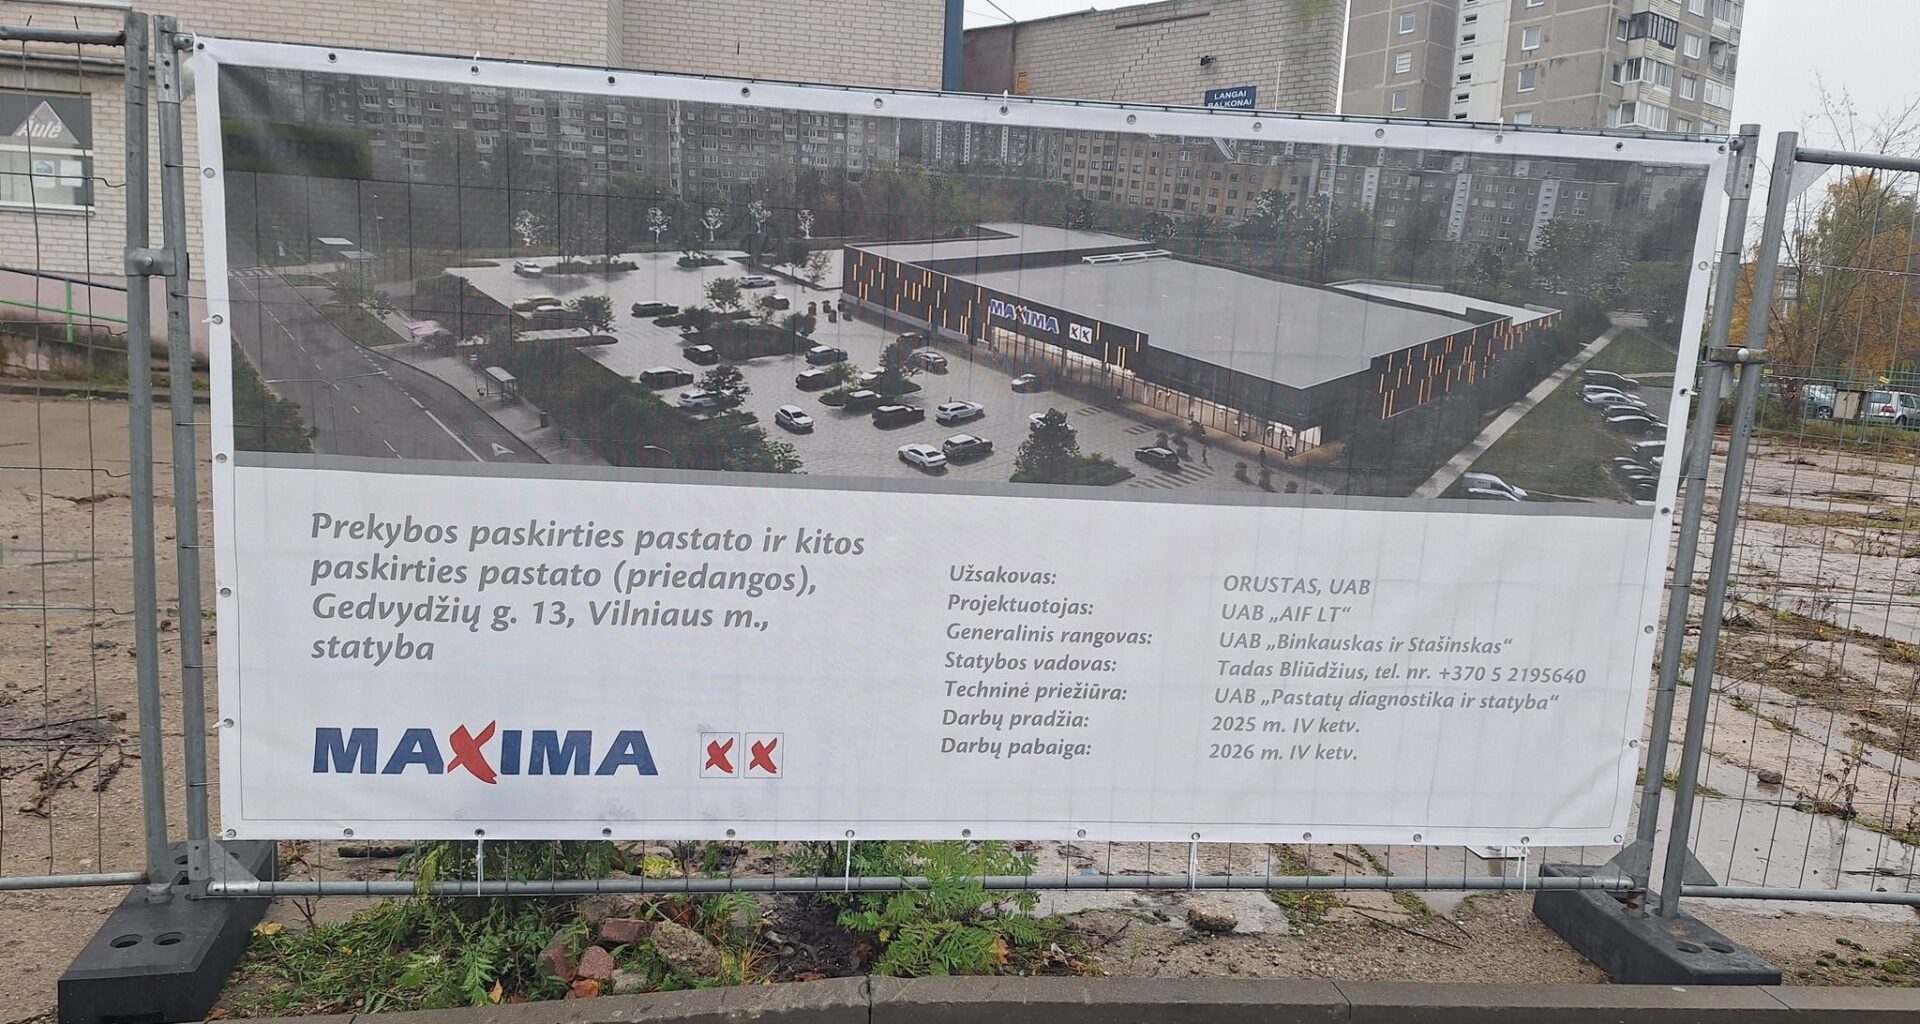 Aulė
LANGAI
BALKONAI
MAXIMA XX
Prekybos paskirties pastato ir kitos
paskirties pastato (priedangos),
Gedvydžių g. 13, Vilniaus m.,
statyba
MAXIMA XX
Užsakovas: ORUSTAS, UAB
Projektuotojas: UAB „AIF LT“
Generalinis rangovas: UAB „Binkauskas ir Stašinskas“
Statybos vadovas: Tadas Bliūdžius, tel. nr. +370 5 2195640
Techninė priežiūra: UAB „Pastatų diagnostika ir statyba“
Darbų pradžia: 2025 m. IV ketv.
Darbų pabaiga: 2026 m. IV ketv.